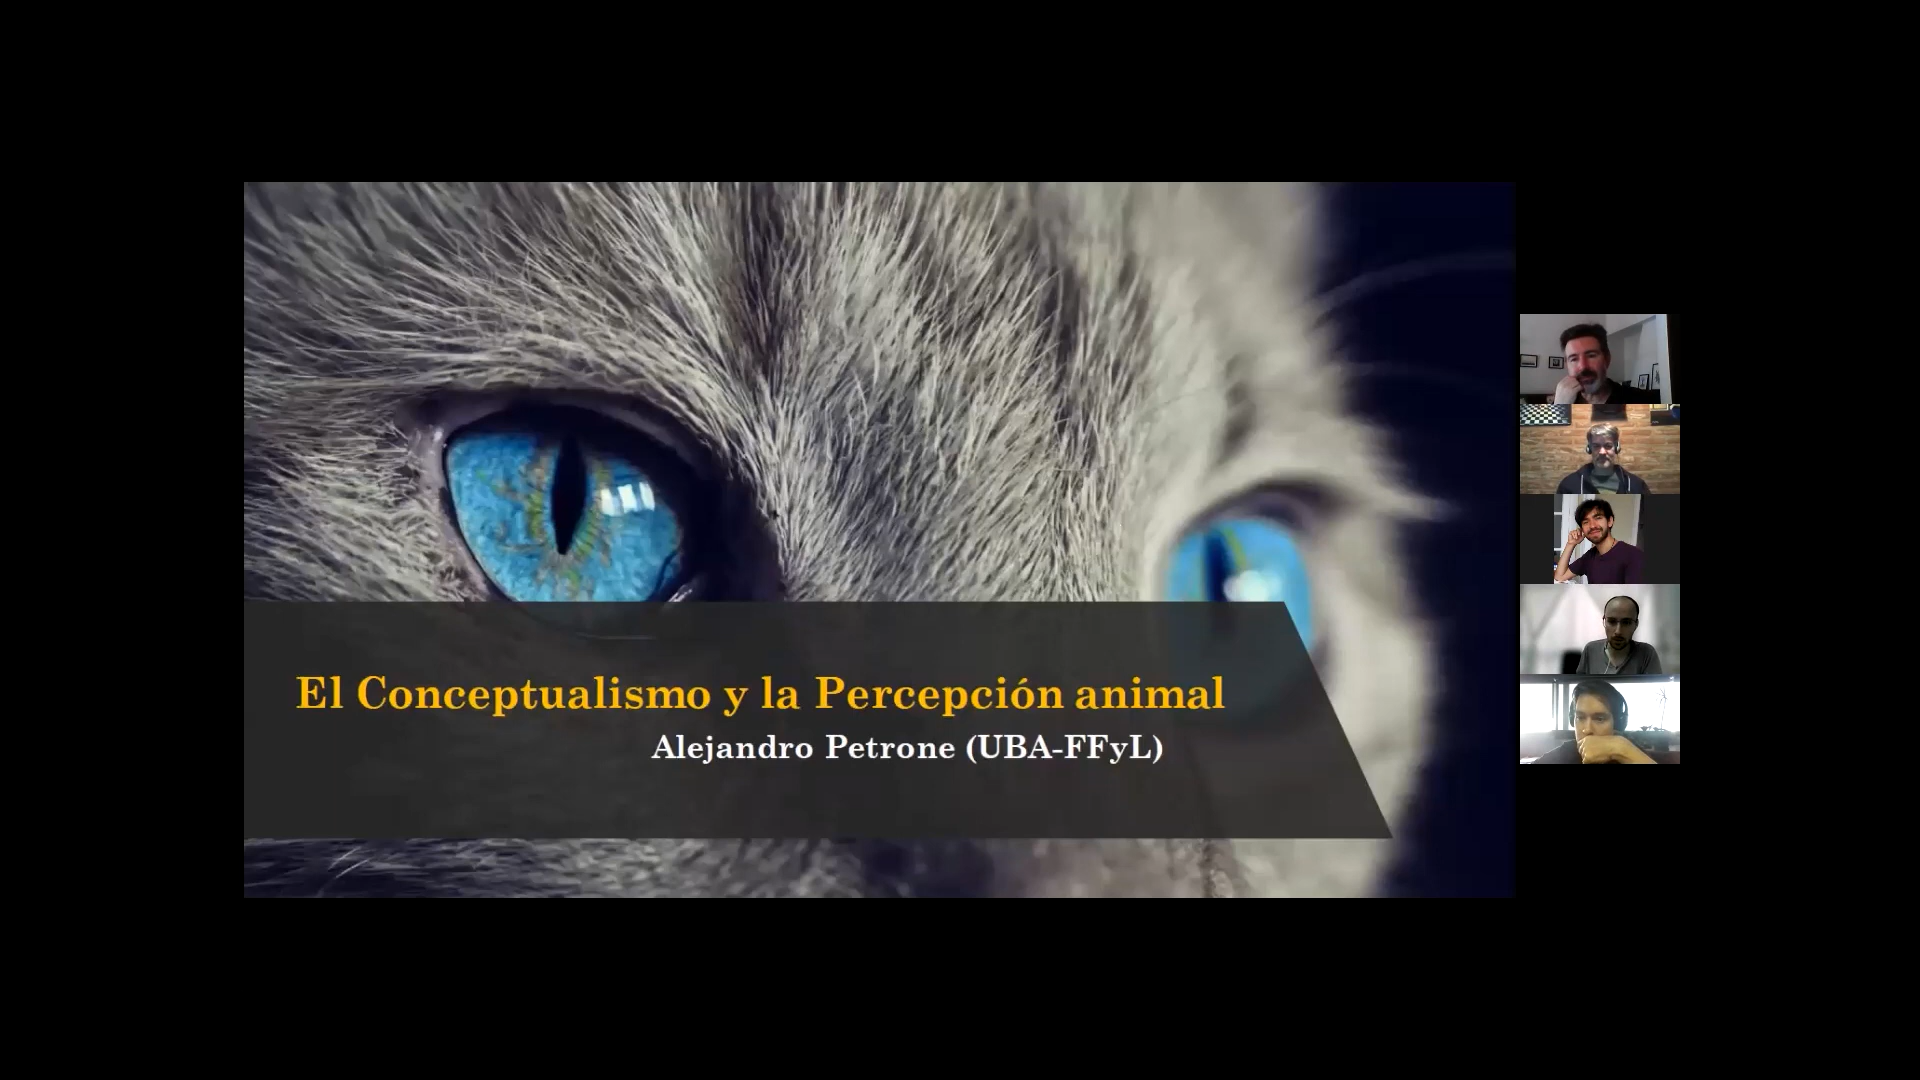 El Conceptualismo y la Percepción animal
Alejandro Petrone (UBA-FFyL)